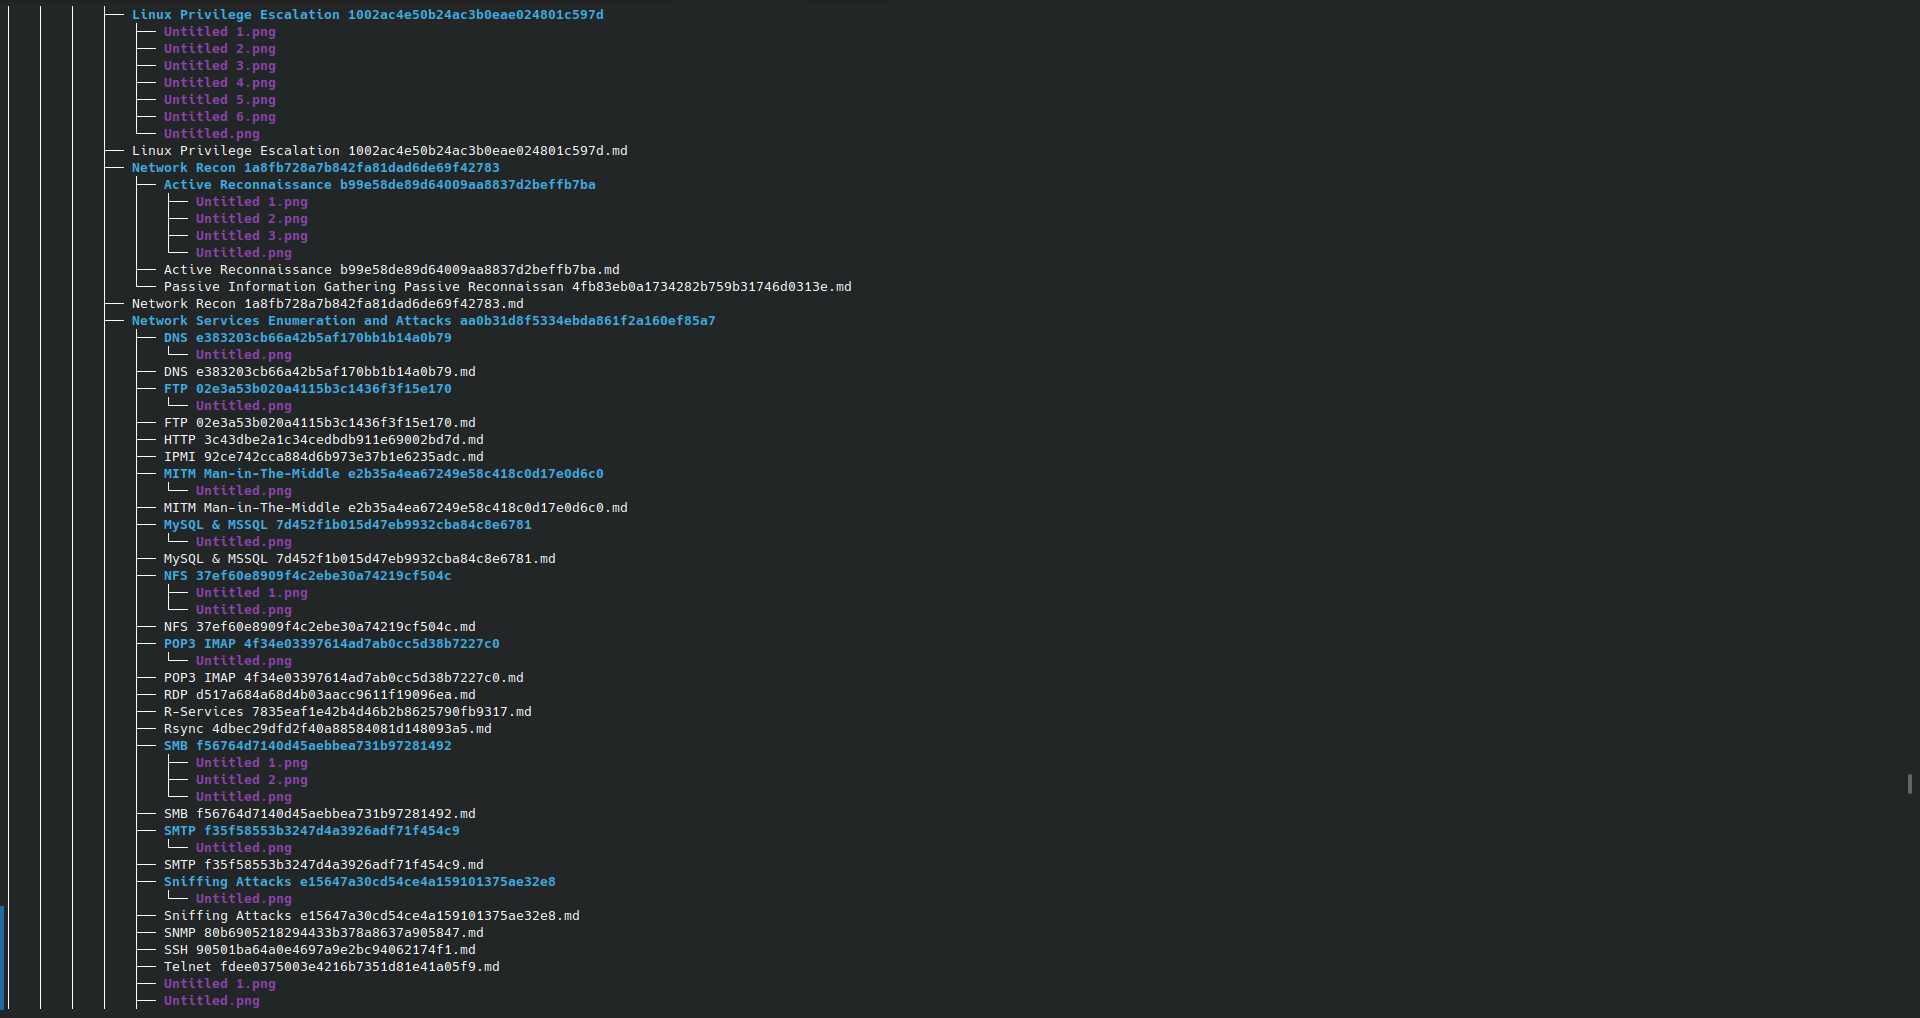 Linux Privilege Escalation 1002ac4e50b24ac3b0eae024801c597d
Untitled 1.png
Untitled 2.png
Untitled 3.png
Untitled 4.png
Untitled 5.png
Untitled 6.png
Untitled.png
Linux Privilege Escalation 1002ac4e50b24ac3b0eae024801c597d.md
Network Recon 1a8fb728a7b842fa81dad6de69f42783
Active Reconnaissance b99e58de89d64009aa8837d2beffb7ba
Untitled 1.png
Untitled 2.png
Untitled 3.png
Untitled.png
Active Reconnaissance b99e58de89d64009aa8837d2beffb7ba.md
Passive Information Gathering Passive Reconnaissan 4fb83eb0a1734282b759b31746d0313e.md
Network Recon 1a8fb728a7b842fa81dad6de69f42783.md
Network Services Enumeration and Attacks aa0b31d8f5334ebda861f2a160ef85a7
DNS e383203cb66a42b5af170bb1b14a0b79
Untitled.png
DNS e383203cb66a42b5af170bb1b14a0b79.md
FTP 02e3a53b020a4115b3c1436f3f15e170
Untitled.png
FTP 02e3a53b020a4115b3c1436f3f15e170.md
HTTP 3c43dbe2a1c34cedbdb911e69002bd7d.md
IPMI 92ce742cca884d6b973e37b1e6235adc.md
MITM Man-in-The-Middle e2b35a4ea67249e58c418c0d17e0d6c0
Untitled.png
MITM Man-in-The-Middle e2b35a4ea67249e58c418c0d17e0d6c0.md
MySQL & MSSQL 7d452f1b015d47eb9932cba84c8e6781
Untitled.png
MySQL & MSSQL 7d452f1b015d47eb9932cba84c8e6781.md
NFS 37ef60e8909f4c2ebe30a74219cf504c
Untitled 1.png
Untitled.png
NFS 37ef60e8909f4c2ebe30a74219cf504c.md
POP3 IMAP 4f34e03397614ad7ab0cc5d38b7227c0
Untitled.png
POP3 IMAP 4f34e03397614ad7ab0cc5d38b7227c0.md
RDP d517a684a68d4b03aacc9611f19096ea.md
R-Services 7835eaf1e42b4d46b2b8625790fb9317.md
Rsync 4dbec29dfd2f40a88584081d148093a5.md
SMB f56764d7140d45aebbea731b97281492
Untitled 1.png
Untitled 2.png
Untitled.png
SMB f56764d7140d45aebbea731b97281492.md
SMTP f35f58553b3247d4a3926adf71f454c9
Untitled.png
SMTP f35f58553b3247d4a3926adf71f454c9.md
Sniffing Attacks e15647a30cd54ce4a159101375ae32e8
Untitled.png
Sniffing Attacks e15647a30cd54ce4a159101375ae32e8.md
SNMP 80b6905218294433b378a8637a905847.md
SSH 90501ba64a0e4697a9e2bc94062174f1.md
Telnet fdee0375003e4216b7351d81e41a05f9.md
Untitled 1.png
Untitled.png